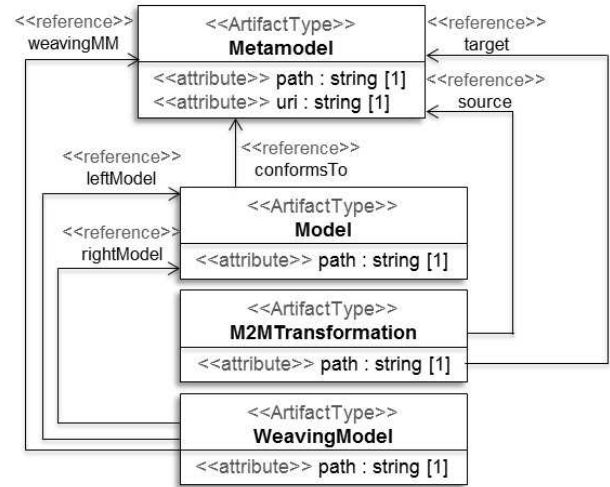 <<reference>>
weavingMM
<<ArtifactType>>
Metamodel
<<attribute>> path : string [1]
<<attribute>> uri : string [1]
<<reference>>
target
<<reference>>
source
<<reference>>
conformsTo
<<reference>>
leftModel
<<reference>>
rightModel
<<ArtifactType>>
Model
<<attribute>> path : string [1]
<<ArtifactType>>
M2MTransformation
<<attribute>> path : string [1]
<<ArtifactType>>
WeavingModel
<<attribute>> path : string [1]